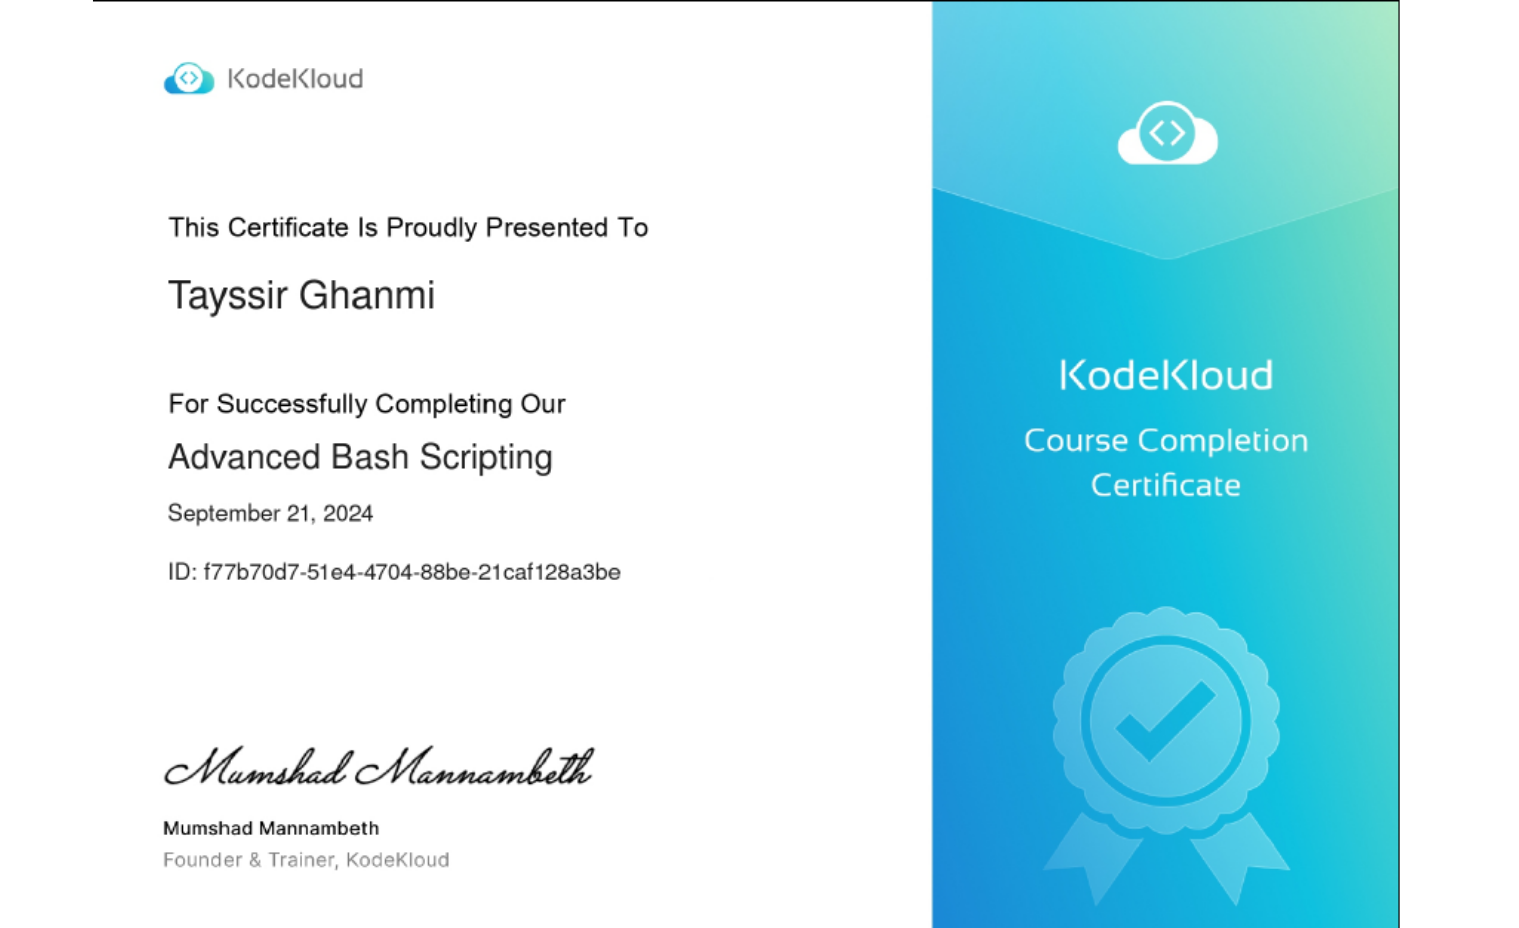 KodeKloud
This Certificate Is Proudly Presented To
Tayssir Ghanmi
For Successfully Completing Our
Advanced Bash Scripting
September 21, 2024
ID: f77b70d7-51e4-4704-88be-21caf128a3be
Mumshad Mannambeth
Mumshad Mannambeth
Founder & Trainer, KodeKloud
KodeKloud
Course Completion
Certificate